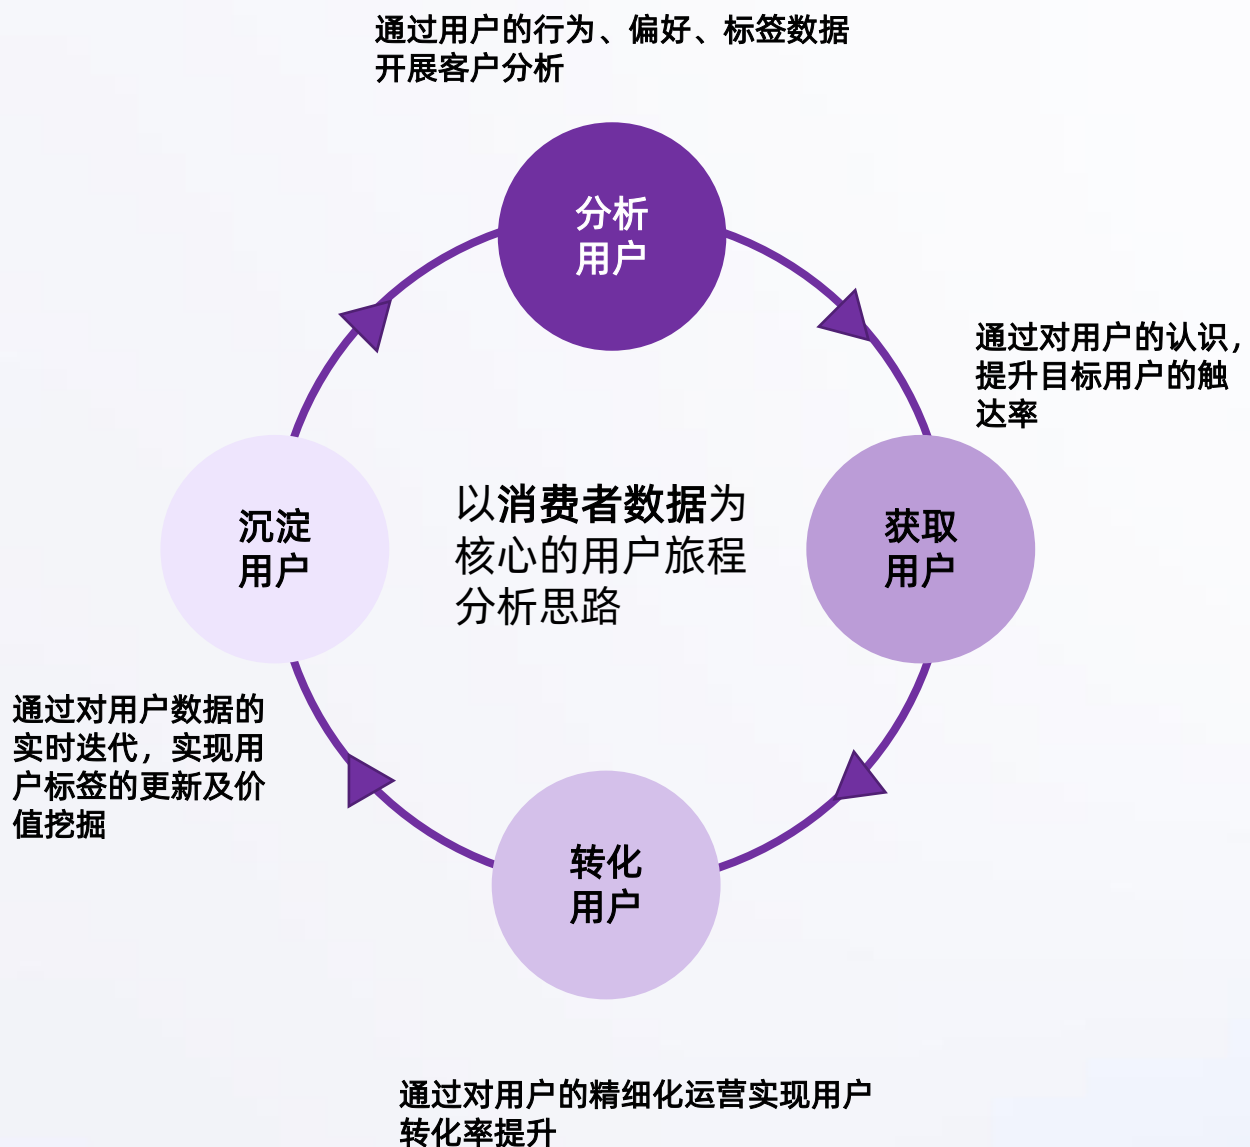 通过用户的行为、偏好、标签数据
开展客户分析
分析
用户
通过对用户的认识，
提升目标用户的触
达率
获取
用户
以消费者数据为
核心的用户旅程
分析思路
沉淀
用户
通过对用户数据的
实时迭代，实现用
户标签的更新及价
值挖掘
转化
用户
通过对用户的精细化运营实现用户
转化率提升